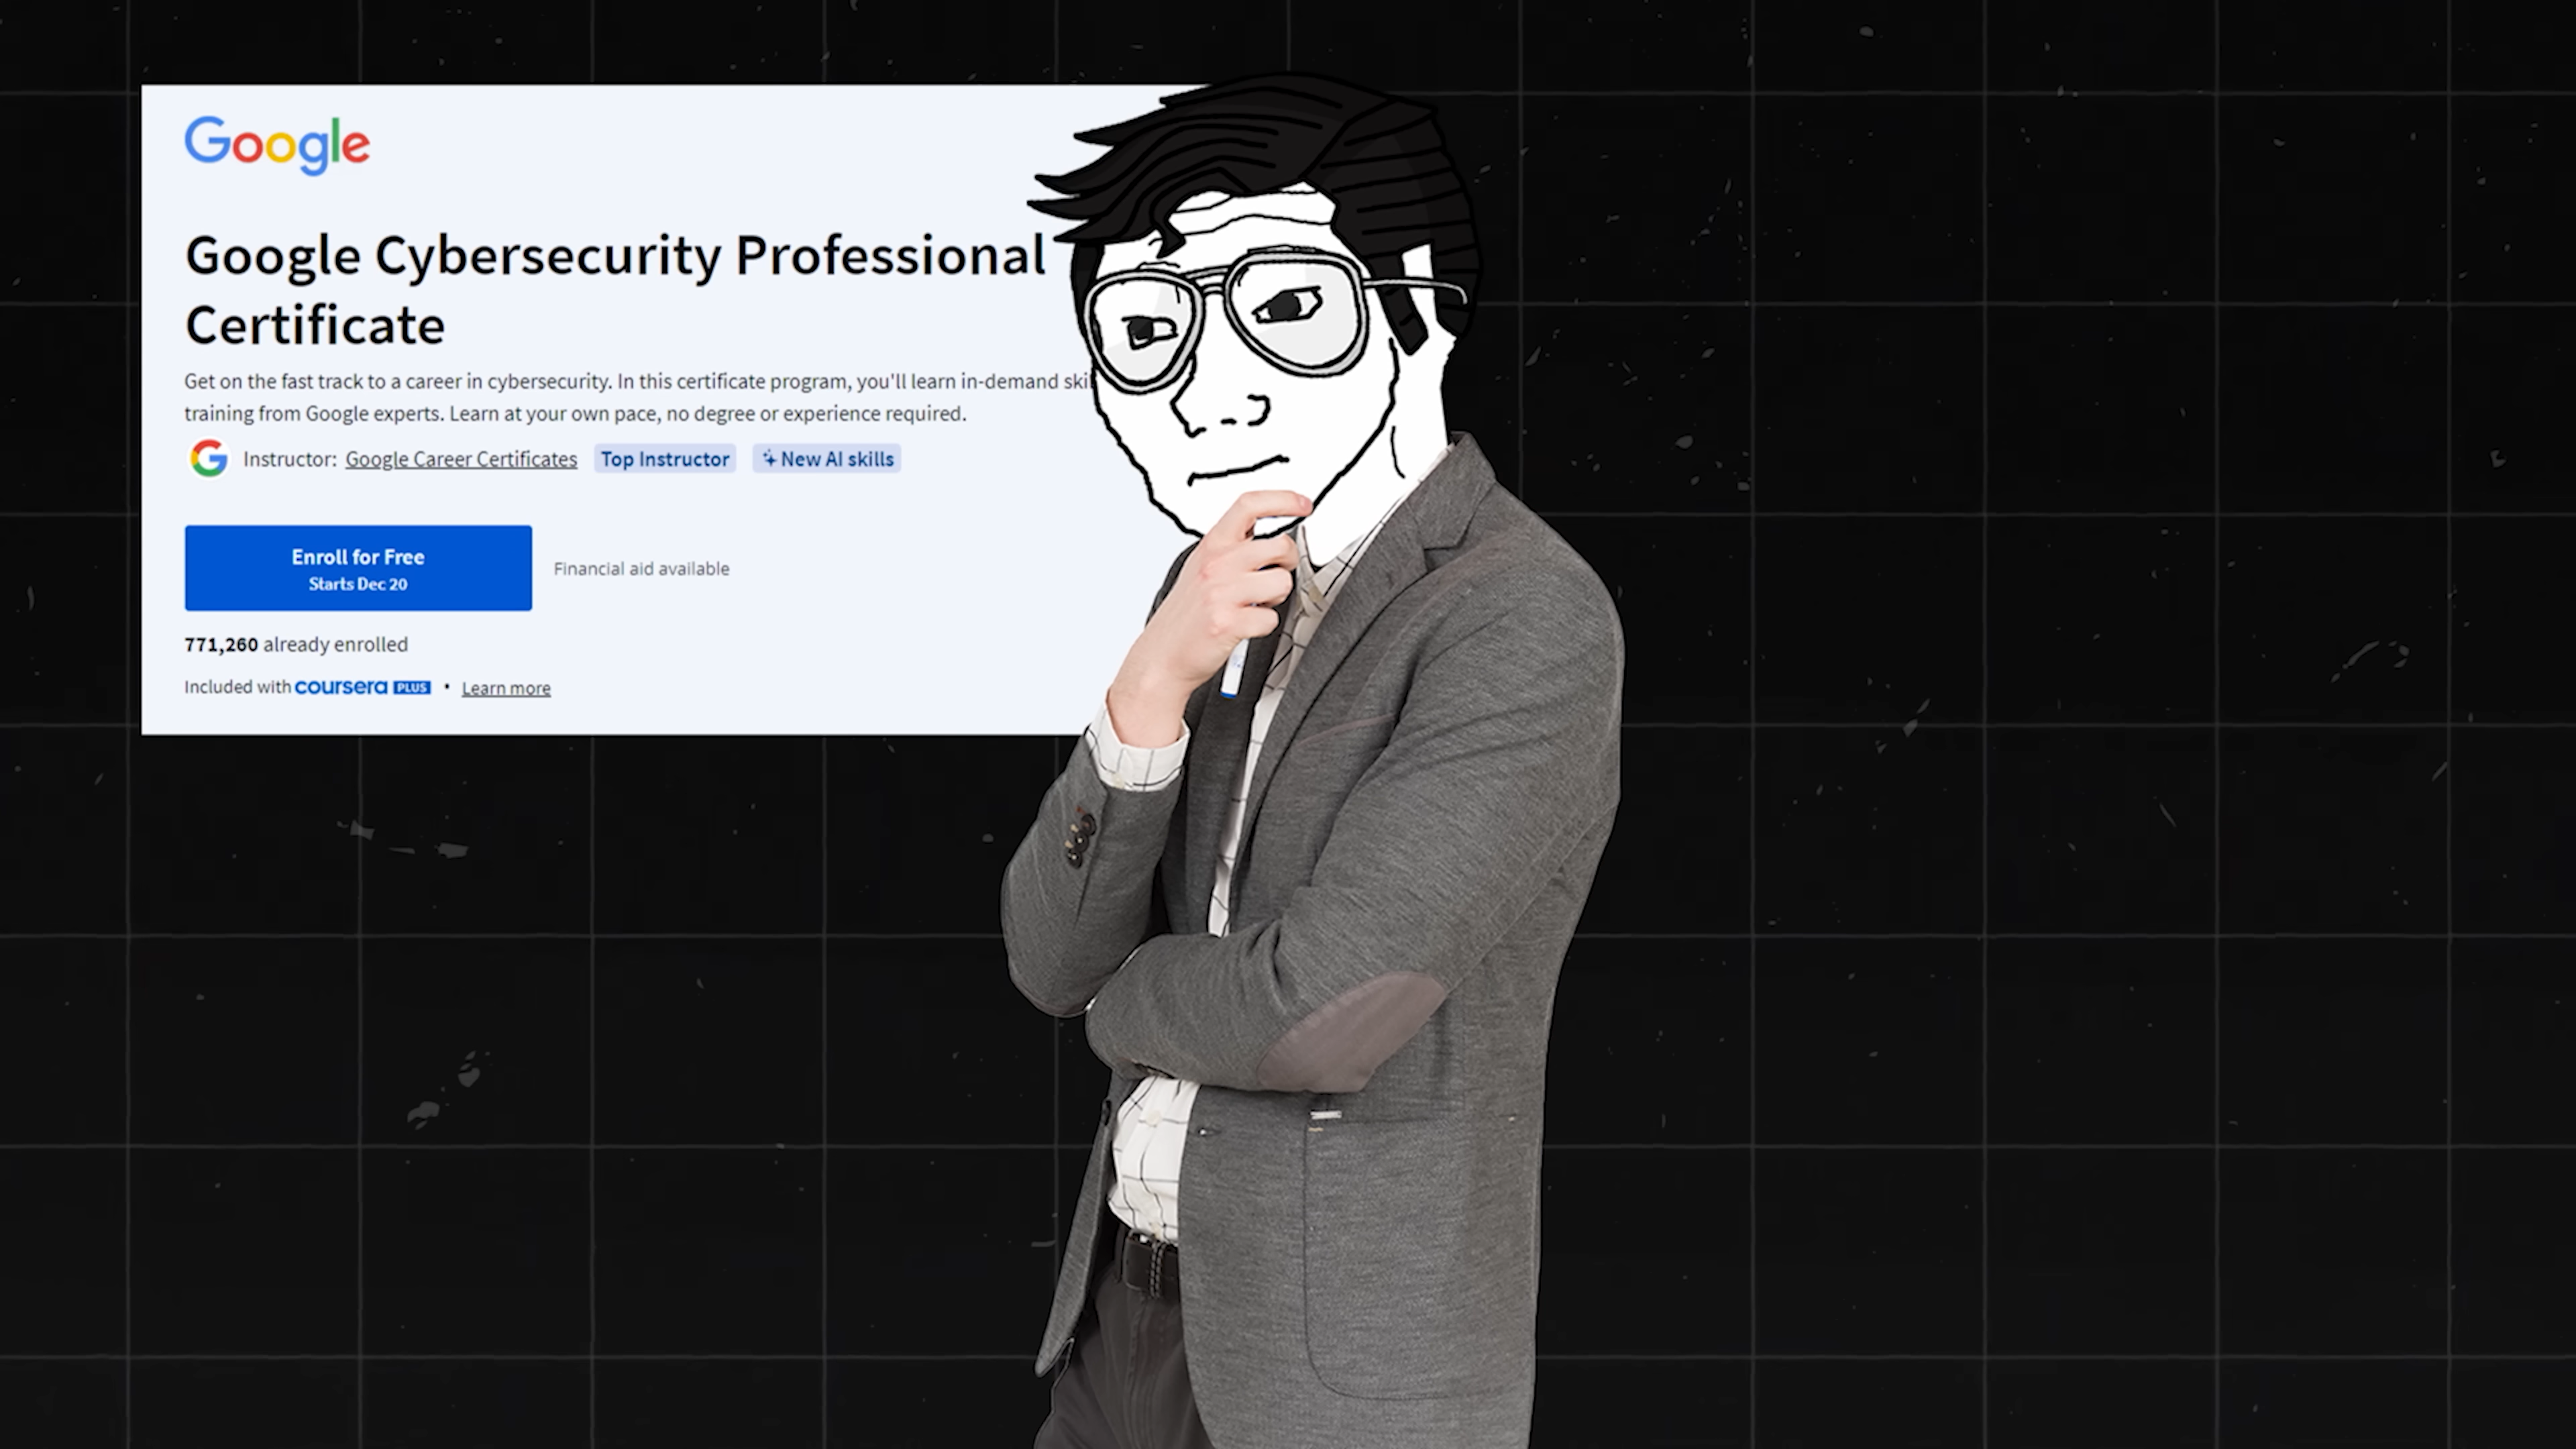 Google
Google Cybersecurity Professional
Certificate
Get on the fast track to a career in cybersecurity. In this certificate program, you'll learn in-demand
training from Google experts. Learn at your own pace, no degree or experience required.
Instructor: Google Career Certificates Top Instructor New AI skills
Enroll for Free
Starts Dec 20
Financial aid available
771,260 already enrolled
Included with coursera PLUS • Learn more